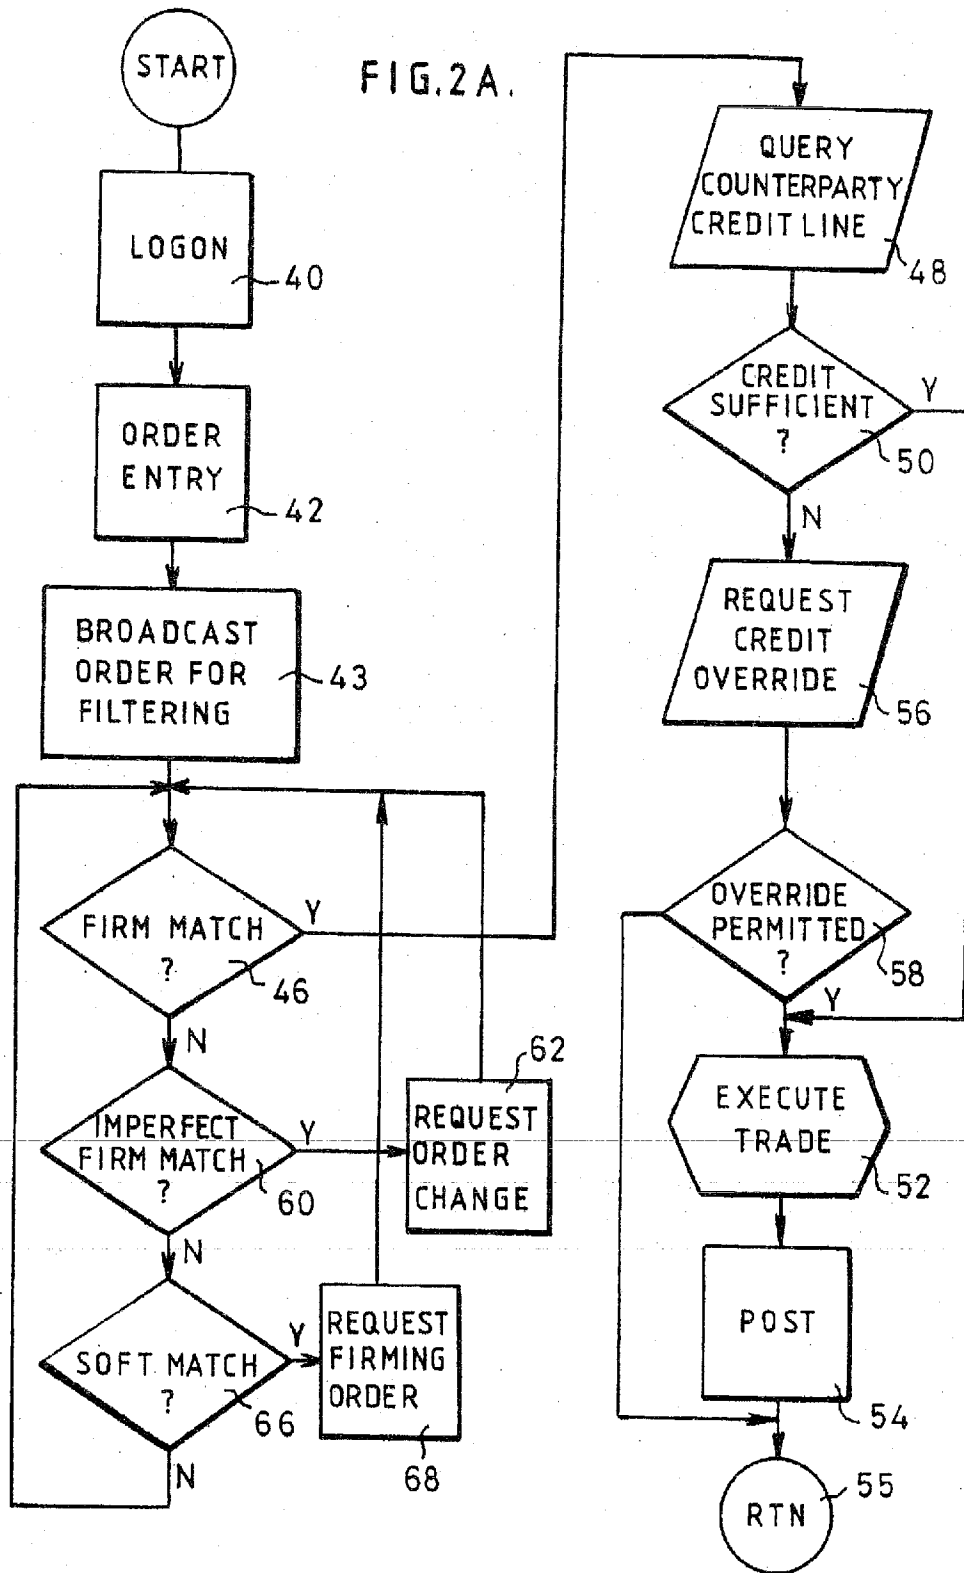 START
FIG.2A.
LOGON
40
ORDER
ENTRY
42
BROADCAST
ORDER FOR
FILTERING
43
FIRM MATCH
?
46
Y
N
IMPERFECT
FIRM MATCH
?
60
Y
N
REQUEST
ORDER
CHANGE
62
SOFT MATCH
?
66
Y
N
REQUEST
FIRMING
ORDER
68
QUERY
COUNTERPARTY
CREDIT LINE
48
CREDIT
SUFFICIENT
?
50
Y
N
REQUEST
CREDIT
OVERRIDE
56
OVERRIDE
PERMITTED
?
58
Y
EXECUTE
TRADE
52
POST
54
RTN
55